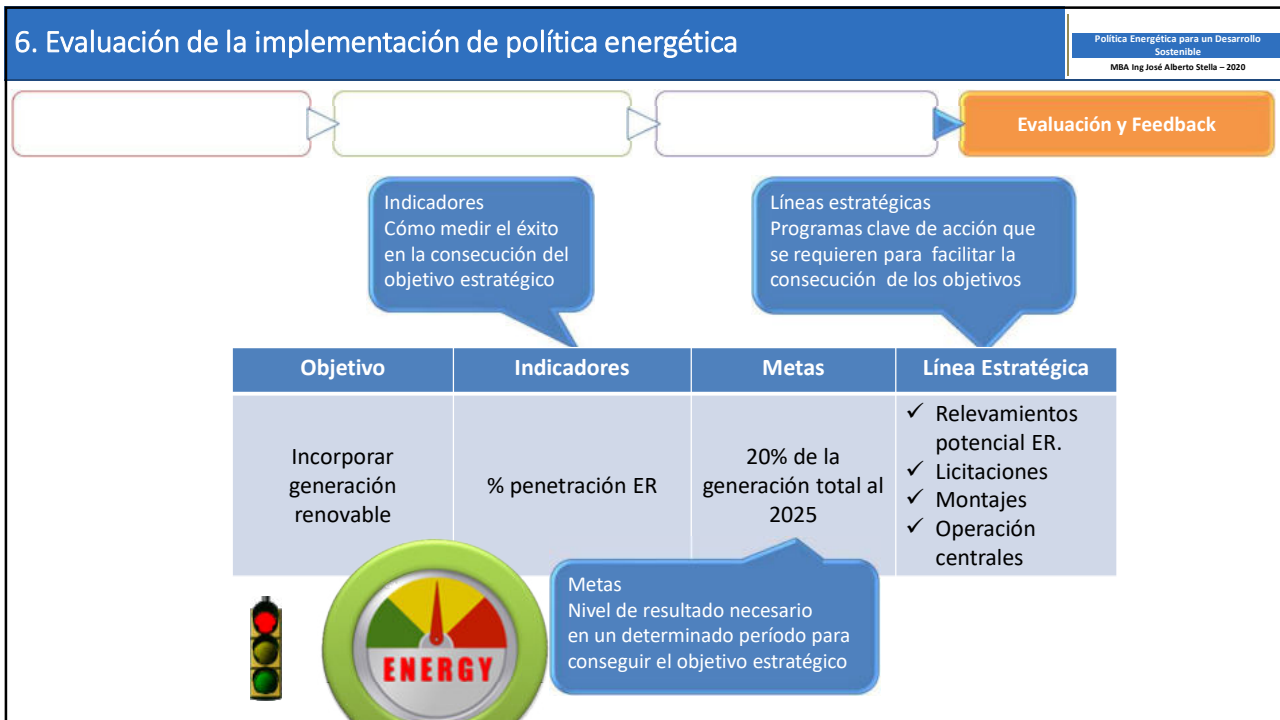 6. Evaluación de la implementación de política energética
Política Energética para un Desarrollo
Sostenible
MBA Ing José Alberto Stella – 2020
Evaluación y Feedback
Indicadores
Cómo medir el éxito
en la consecución del
objetivo estratégico
Líneas estratégicas
Programas clave de acción que
se requieren para facilitar la
consecución de los objetivos
Objetivo
Indicadores
Metas
Línea Estratégica
Incorporar
generación
renovable
% penetración ER
20% de la
generación total al
2025
✓ Relevamientos
potencial ER.
✓ Licitaciones
✓ Montajes
✓ Operación
centrales
Metas
Nivel de resultado necesario
en un determinado período para
conseguir el objetivo estratégico
ENERGY